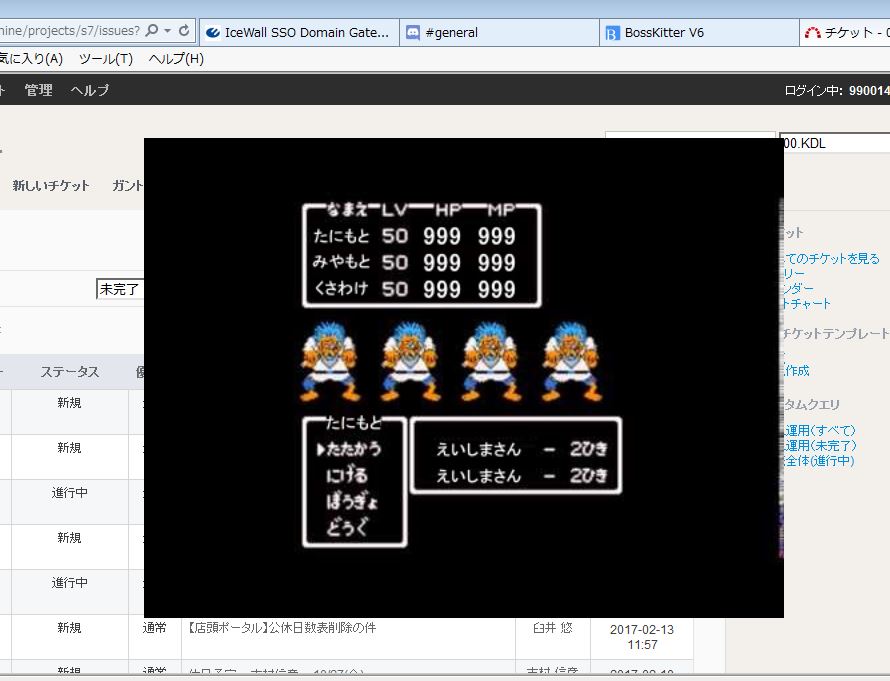 nine/projects/s7/issues?
IceWall SSO Domain Gate...
#general
BossKitter V6
チケット - 
気に入り(A) ツール(T) ヘルプ(H)
管理 ヘルプ
ログイン中: 990014
00.KDL
新しいチケット ガント
未完了
ステータス
新規
新規
進行中
新規
進行中
新規 通常 【店頭ポータル】公休日数表削除の件 臼井 悠 2017-02-13 11:57
新規 通常
なまえ LV HP MP
たにもと 50 999 999
みやもと 50 999 999
くさわけ 50 999 999
たにもと
たたかう
にげる
ぼうぎょ
どうぐ
えいしまさん － 2ひき
えいしまさん － 2ひき
ット
てのチケットを見る
リー
ンダー
トチャート
チケットテンプレート
作成
タムクエリ
運用(すべて)
運用(未完了)
全体(進行中)